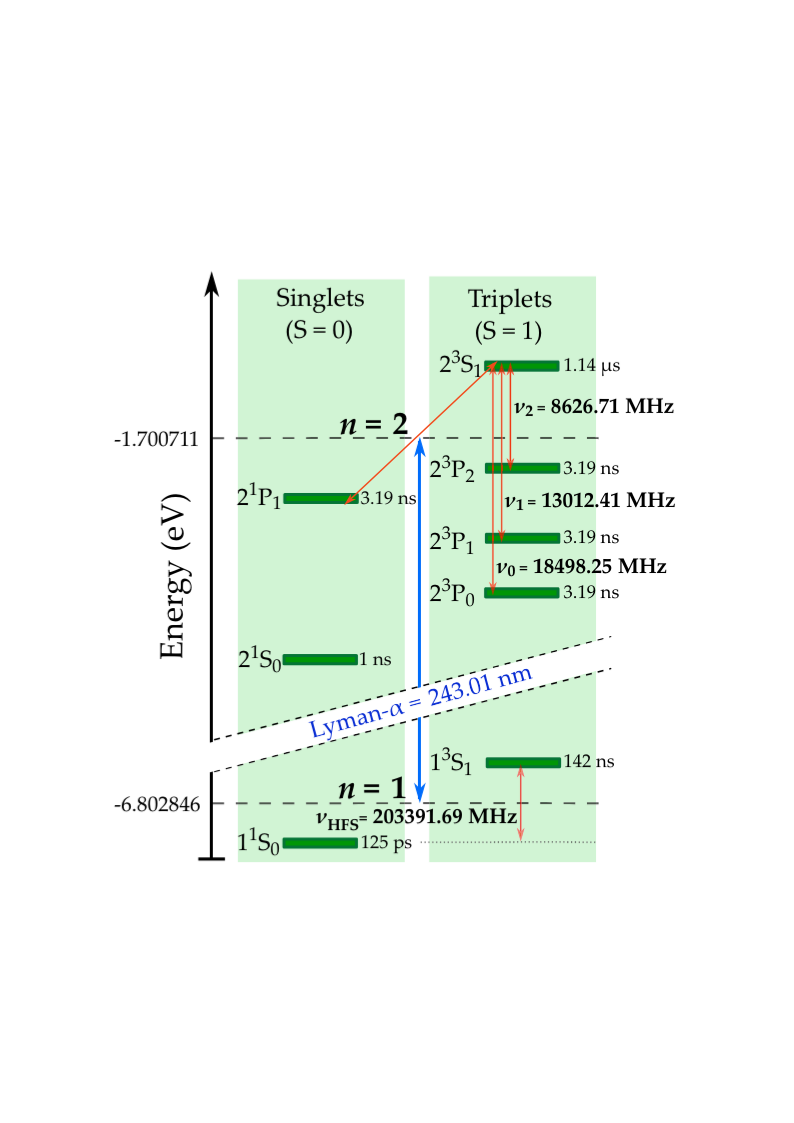 Singlets
(S = 0)
Triplets
(S = 1)
2³S₁
1.14 µs
ν₂ = 8626.71 MHz
n = 2
-1.700711
2³P₂
3.19 ns
2¹P₁
3.19 ns
ν₁ = 13012.41 MHz
2³P₁
3.19 ns
ν₀ = 18498.25 MHz
2³P₀
3.19 ns
Energy (eV)
2¹S₀
1 ns
Lyman-α = 243.01 nm
1³S₁
142 ns
n = 1
-6.802846
ν_HFS = 203391.69 MHz
1¹S₀
125 ps